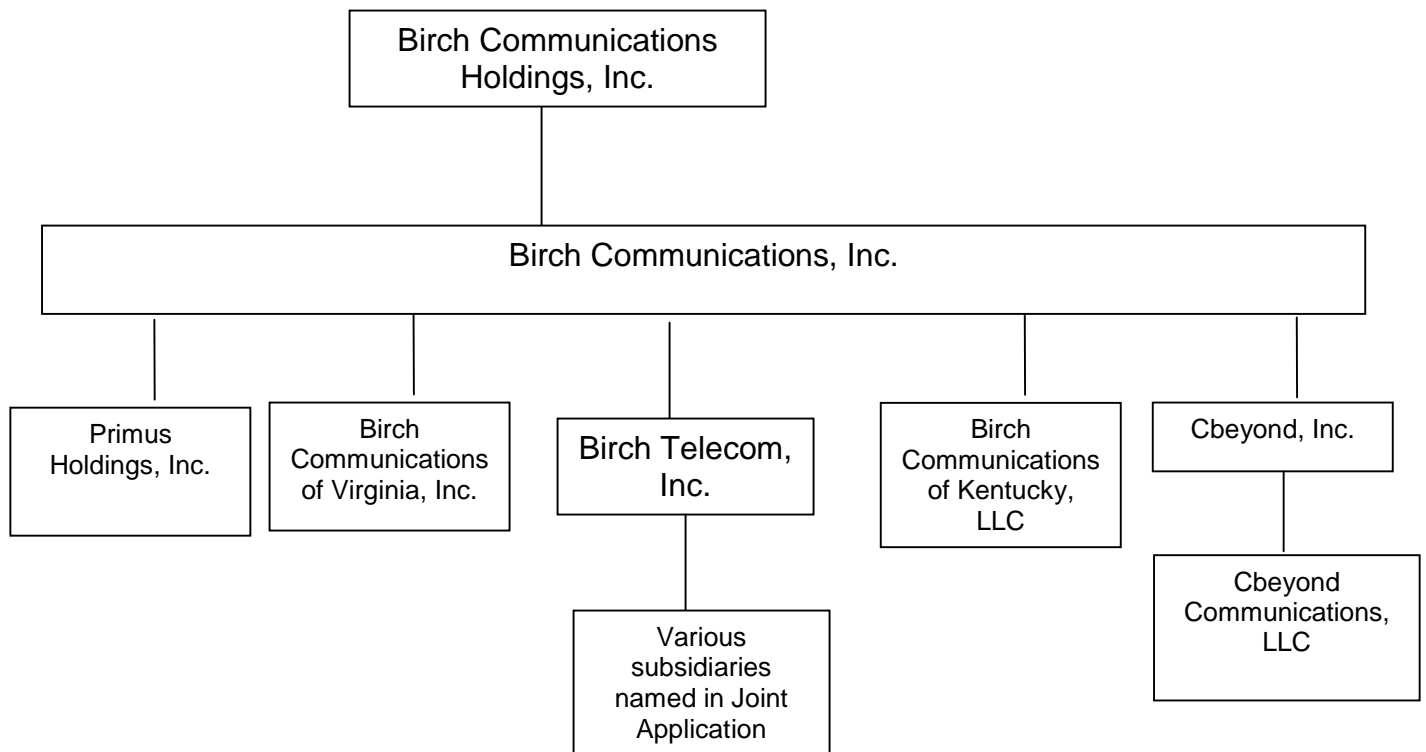 Birch Communications
Holdings, Inc.
Birch Communications, Inc.
Primus
Holdings, Inc.
Birch
Communications
of Virginia, Inc.
Birch Telecom,
Inc.
Birch
Communications
of Kentucky,
LLC
Cbeyond, Inc.
Various
subsidiaries
named in Joint
Application
Cbeyond
Communications,
LLC